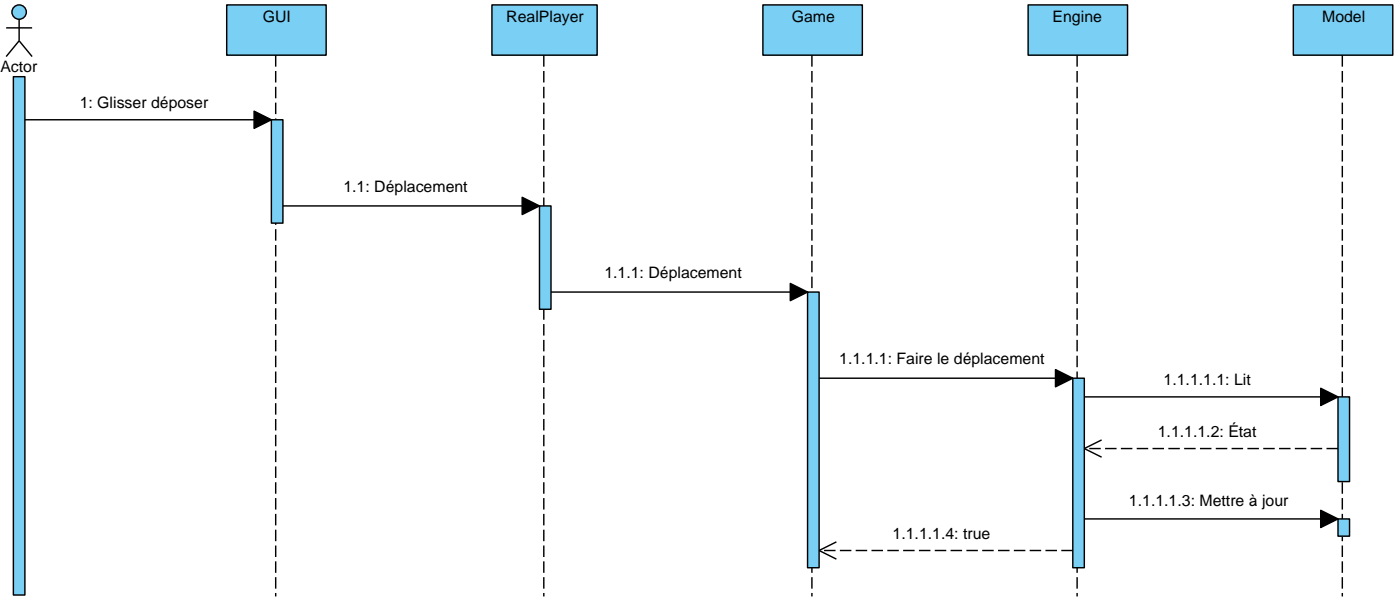 GUI
RealPlayer
Game
Engine
Model
Actor
1: Glisser déposer
1.1: Déplacement
1.1.1: Déplacement
1.1.1.1: Faire le déplacement
1.1.1.1.1: Lit
1.1.1.1.2: État
1.1.1.1.3: Mettre à jour
1.1.1.1.4: true